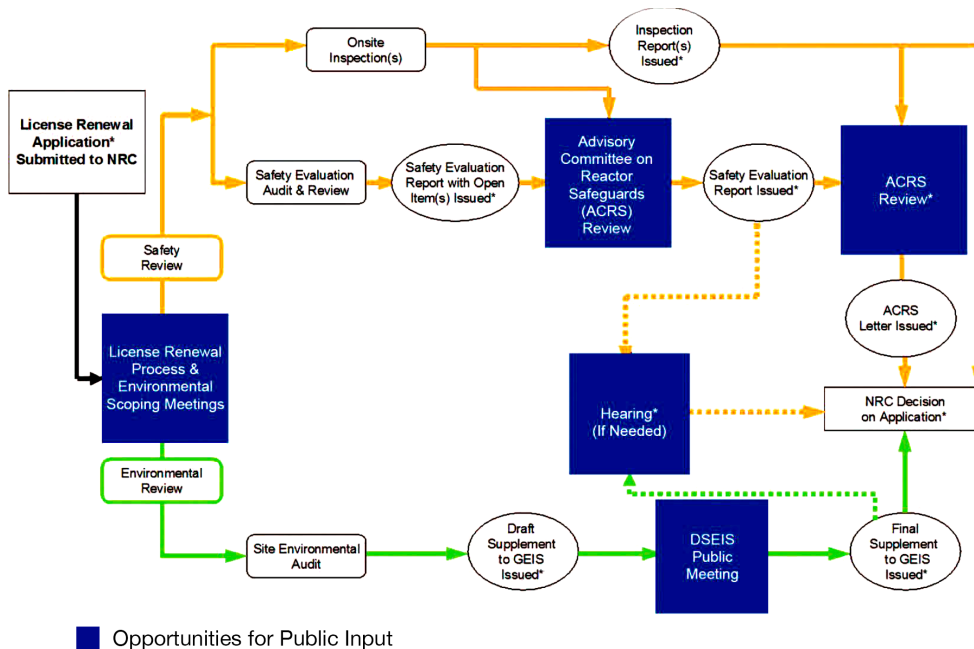 License Renewal
Application*
Submitted to NRC
Onsite
Inspection(s)
Inspection
Report(s)
Issued*
Safety Evaluation
Audit & Review
Safety Evaluation
Report with Open
Item(s) Issued*
Advisory
Committee on
Reactor
Safeguards
(ACRS)
Review
Safety Evaluation
Report Issued*
ACRS
Review*
Safety
Review
License Renewal
Process &
Environmental
Scoping Meetings
ACRS
Letter Issued*
Hearing*
(If Needed)
NRC Decision
on Application*
Environmental
Review
Site Environmental
Audit
Draft
Supplement
to GEIS
Issued*
DSEIS
Public
Meeting
Final
Supplement
to GEIS
Issued*
Opportunities for Public Input